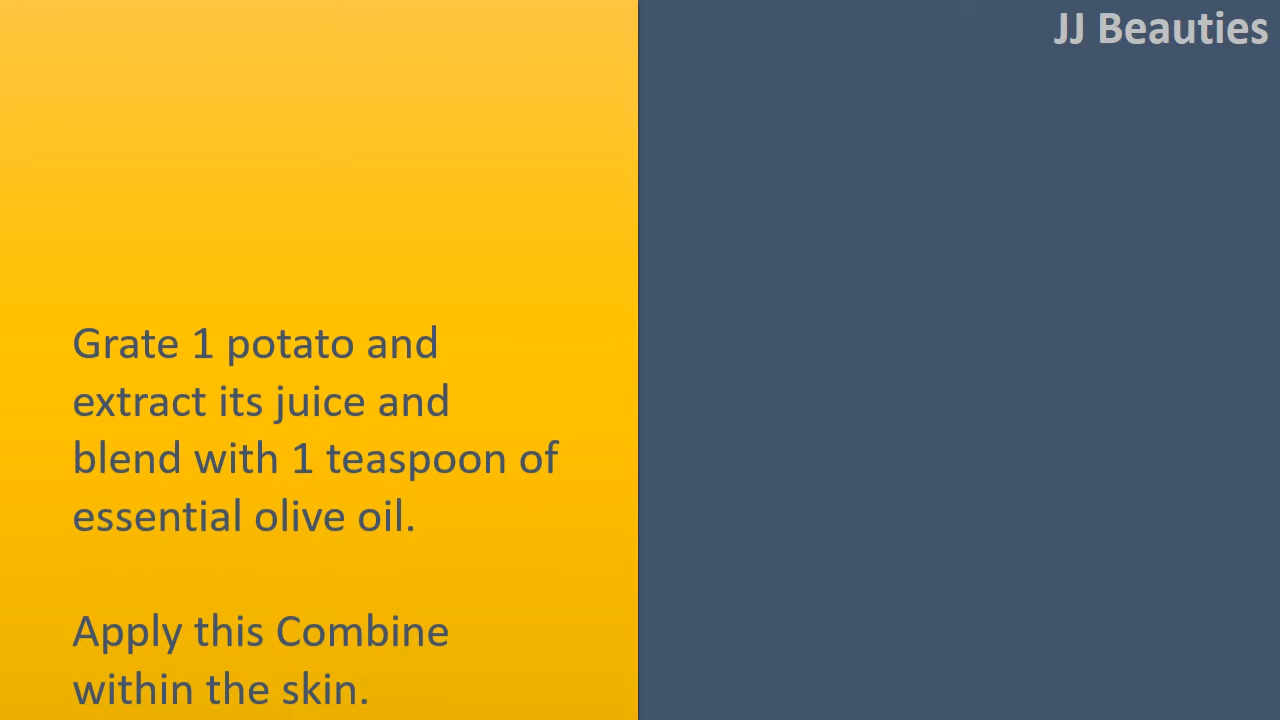 JJ Beauties
Grate 1 potato and
extract its juice and
blend with 1 teaspoon of
essential olive oil.
Apply this Combine
within the skin.